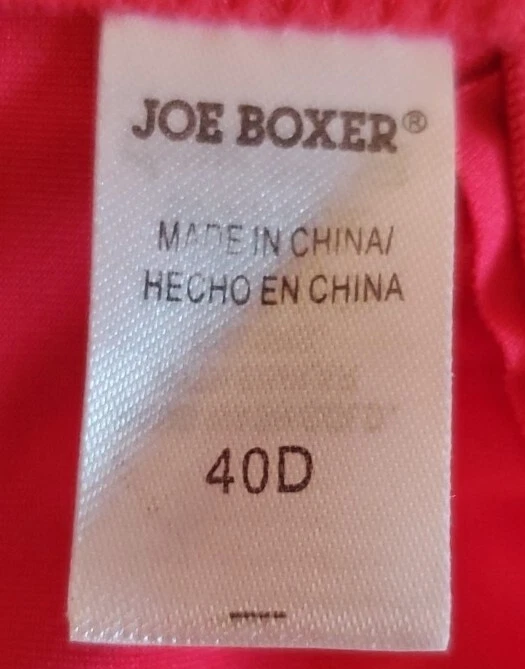 JOE BOXER®
MADE IN CHINA/
HECHO EN CHINA
40D